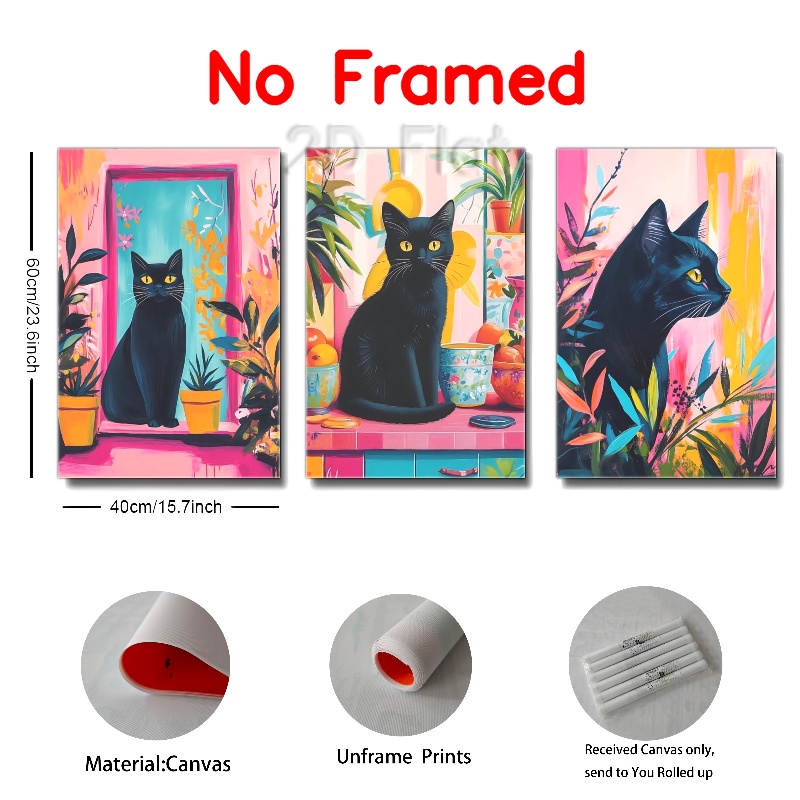 No Framed
2D Flat
60cm/23.6inch
40cm/15.7inch
Material:Canvas
Unframe Prints
Received Canvas only,
send to You Rolled up